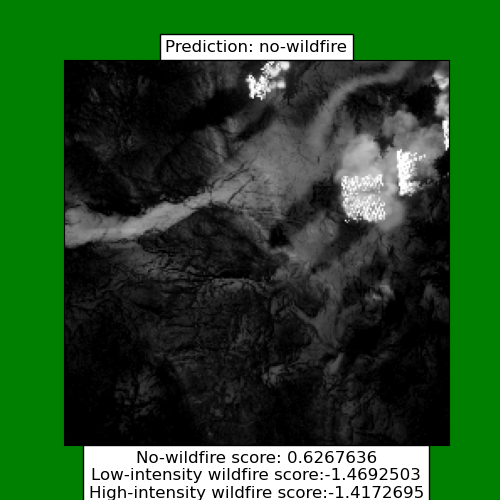 Prediction: no-wildfire
No-wildfire score: 0.6267636
Low-intensity wildfire score:-1.4692503
High-intensity wildfire score:-1.4172695